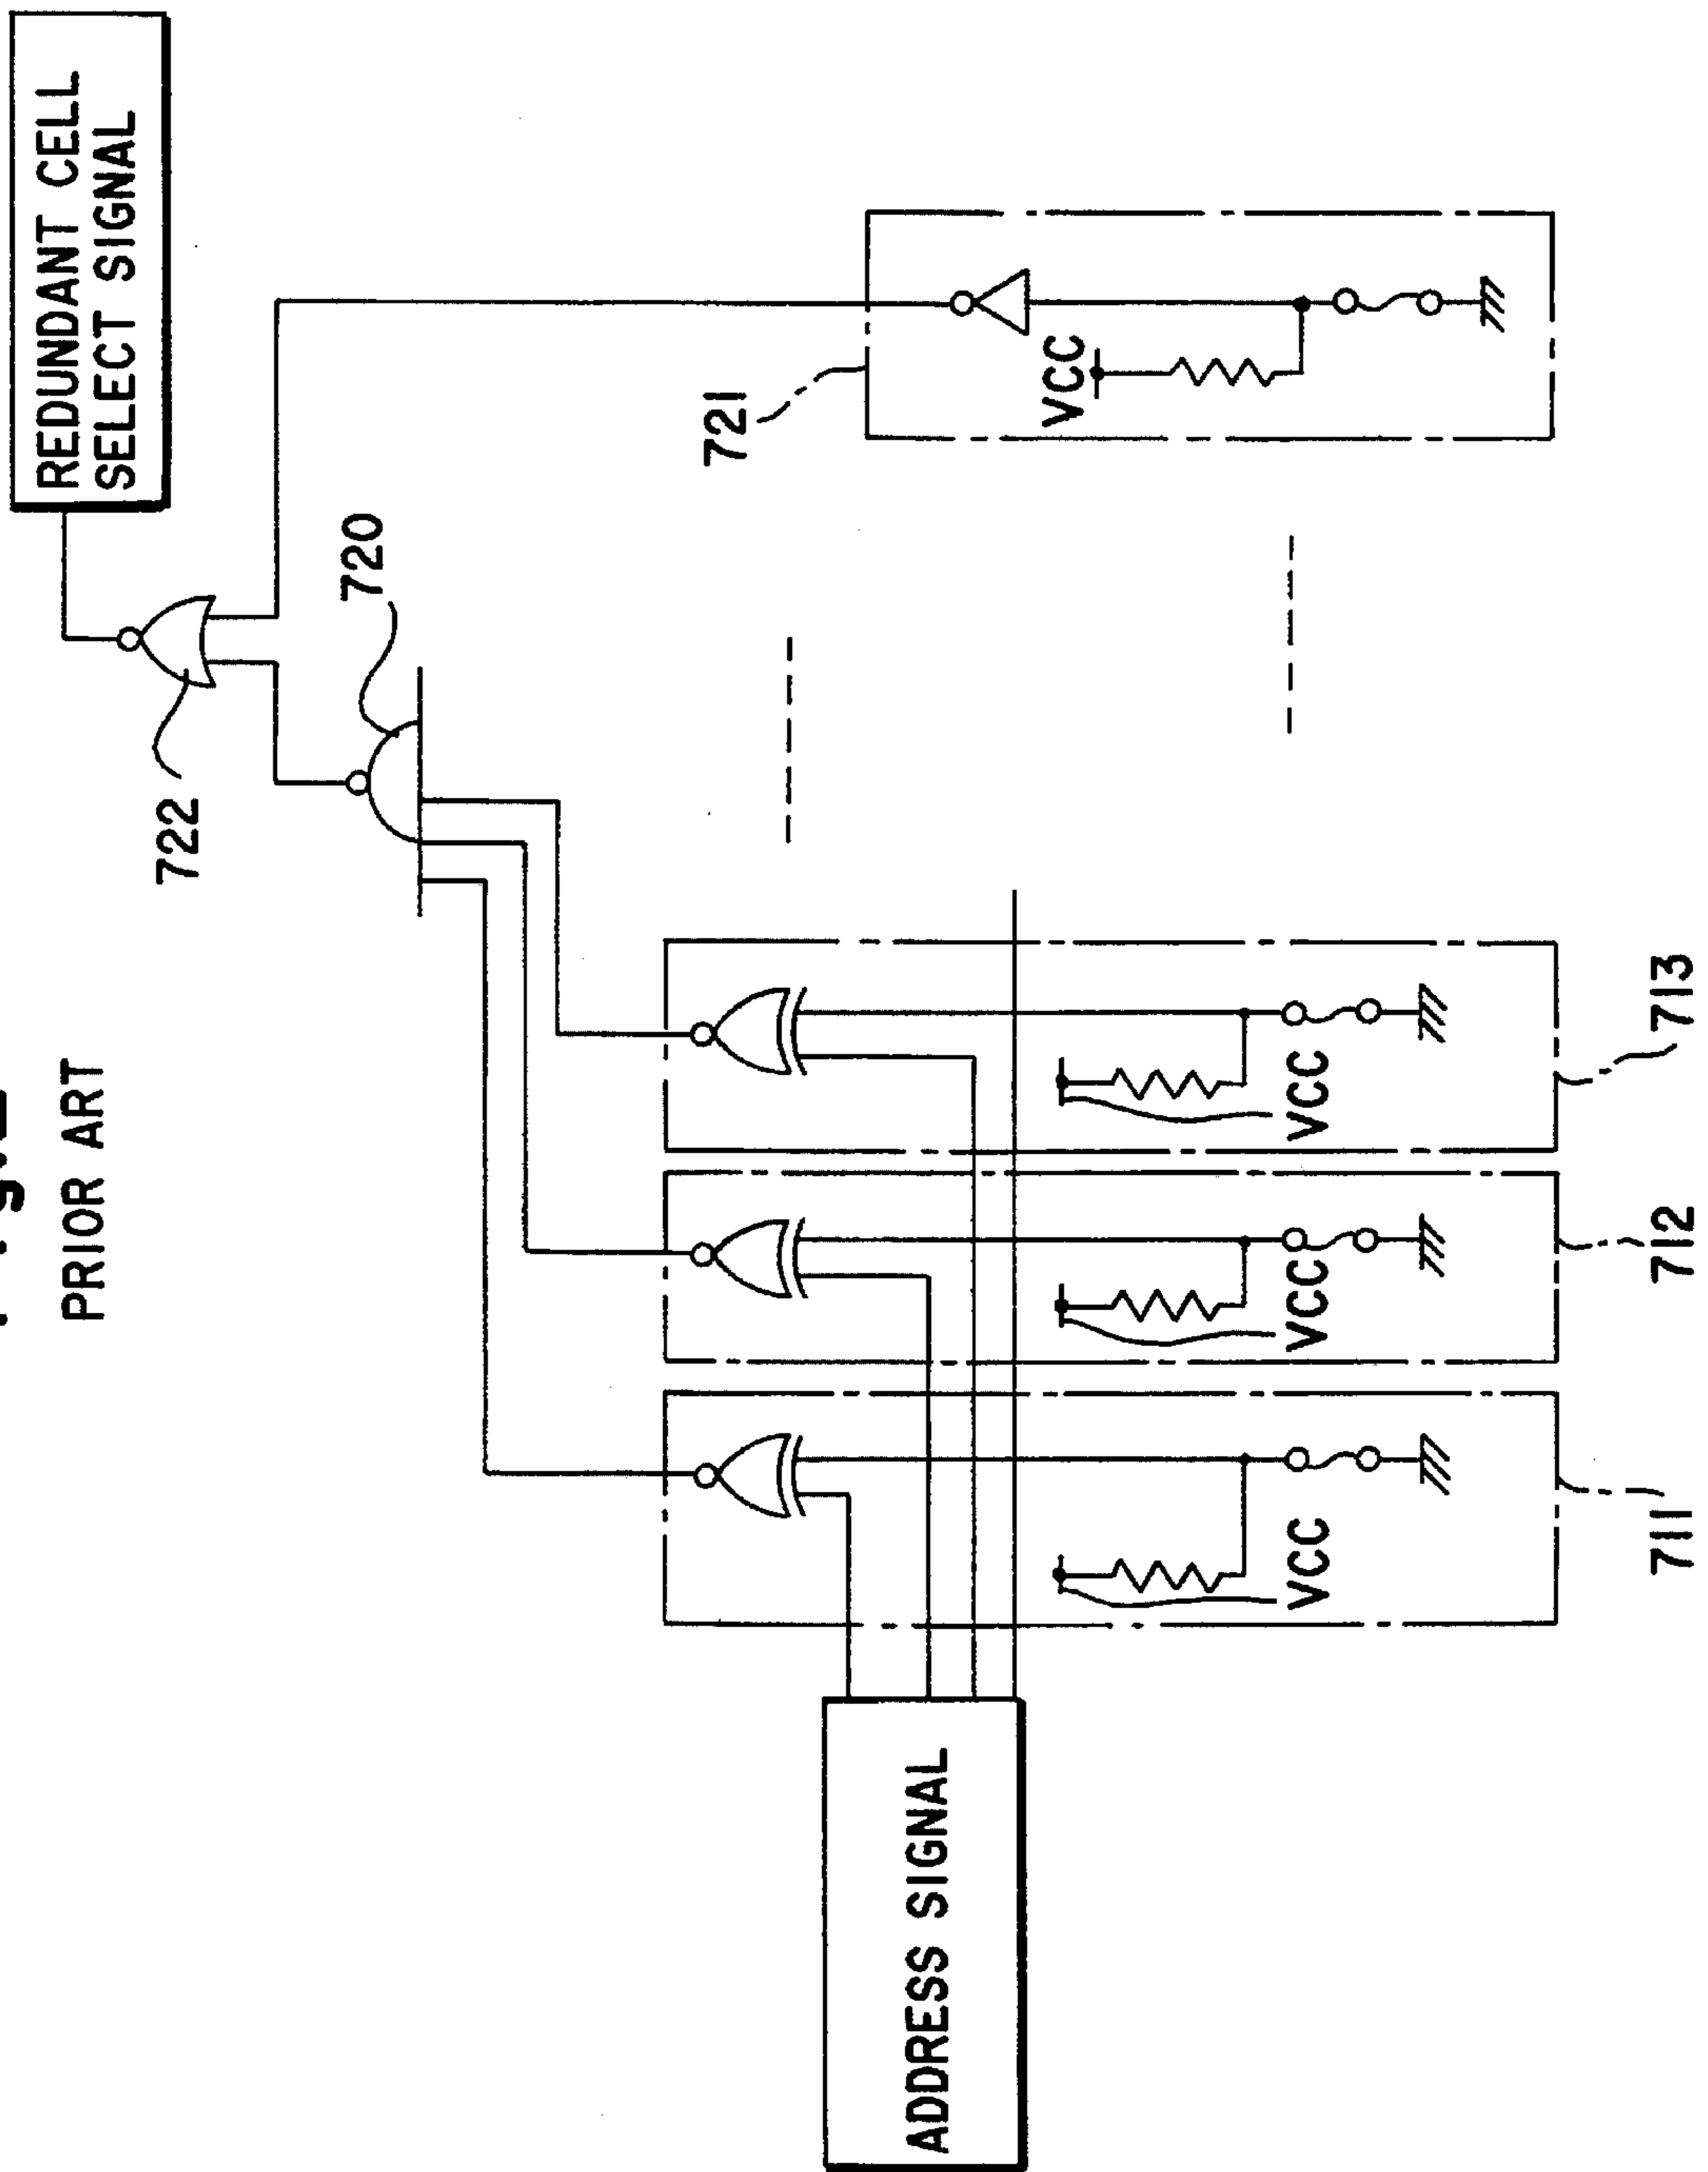 PRIOR ART
REDUNDANT CELL
SELECT SIGNAL
722
720
721
VCC
ADDRESS SIGNAL
VCC
VCC
VCC
711
712
713